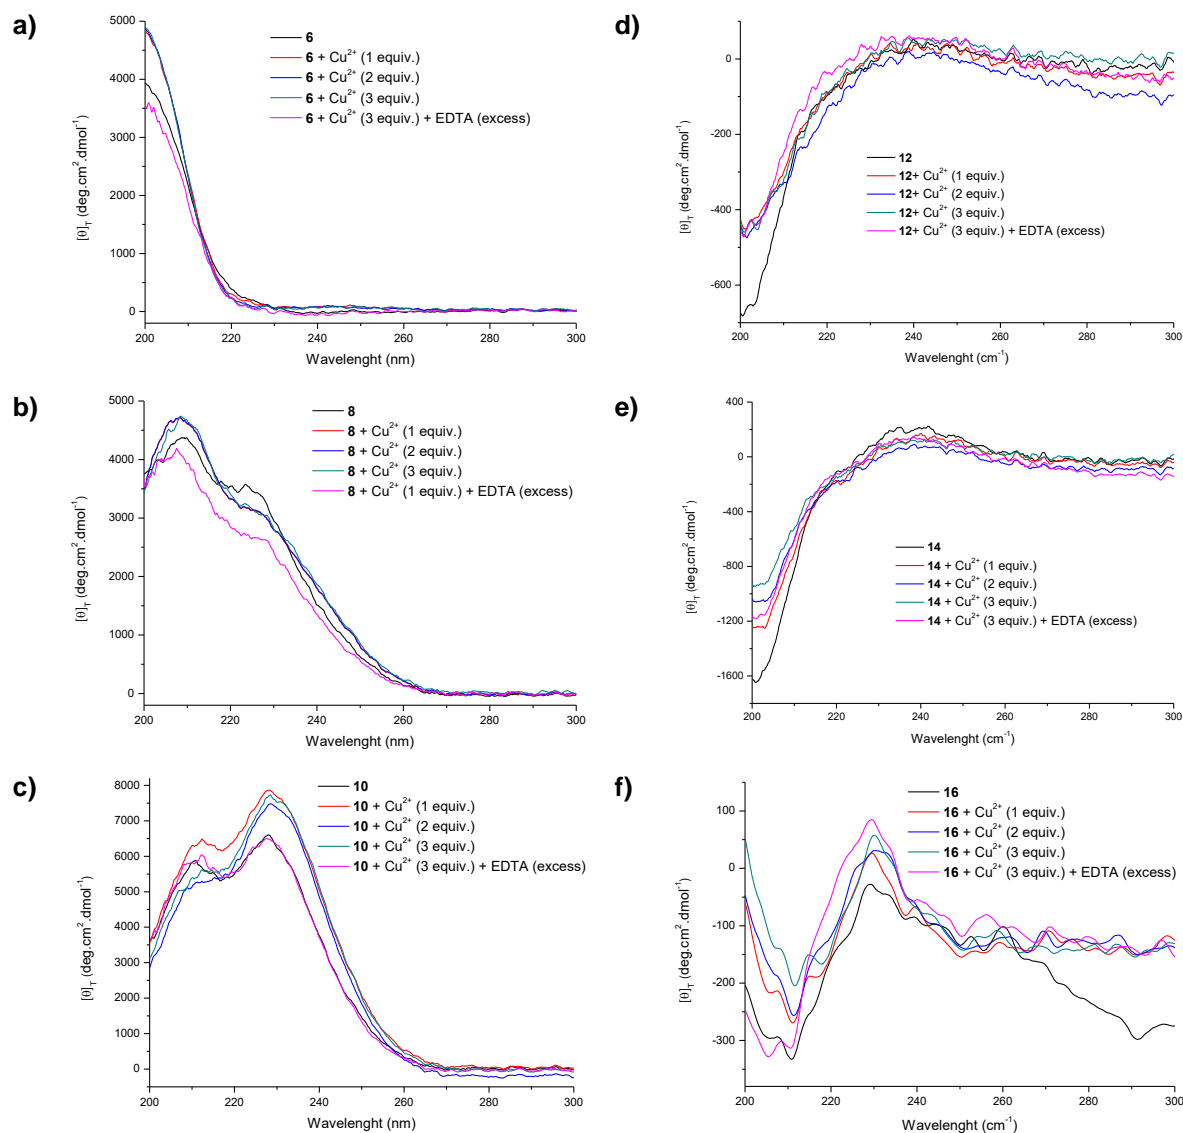 a)
5000
4000
3000
2000
1000
0
[θ]T (deg.cm².dmol⁻¹)
6
6 + Cu²⁺ (1 equiv.)
6 + Cu²⁺ (2 equiv.)
6 + Cu²⁺ (3 equiv.)
6 + Cu²⁺ (3 equiv.) + EDTA (excess)
200 220 240 260 280 300
Wavelenght (nm)
b)
5000
4000
3000
2000
1000
0
[θ]T (deg.cm².dmol⁻¹)
8
8 + Cu²⁺ (1 equiv.)
8 + Cu²⁺ (2 equiv.)
8 + Cu²⁺ (3 equiv.)
8 + Cu²⁺ (1 equiv.) + EDTA (excess)
200 220 240 260 280 300
Wavelenght (nm)
c)
8000
7000
6000
5000
4000
3000
2000
1000
0
[θ]T (deg.cm².dmol⁻¹)
10
10 + Cu²⁺ (1 equiv.)
10 + Cu²⁺ (2 equiv.)
10 + Cu²⁺ (3 equiv.)
10 + Cu²⁺ (3 equiv.) + EDTA (excess)
200 220 240 260 280 300
Wavelenght (nm)
d)
0
-200
-400
-600
[θ]T (deg.cm².dmol⁻¹)
12
12+ Cu²⁺ (1 equiv.)
12+ Cu²⁺ (2 equiv.)
12+ Cu²⁺ (3 equiv.)
12+ Cu²⁺ (3 equiv.) + EDTA (excess)
200 220 240 260 280 300
Wavelenght (cm⁻¹)
e)
400
0
-400
-800
-1200
-1600
[θ]T (deg.cm².dmol⁻¹)
14
14 + Cu²⁺ (1 equiv.)
14 + Cu²⁺ (2 equiv.)
14 + Cu²⁺ (3 equiv.)
14 + Cu²⁺ (3 equiv.) + EDTA (excess)
200 220 240 260 280 300
Wavelenght (cm⁻¹)
f)
100
0
-100
-200
-300
[θ]T (deg.cm².dmol⁻¹)
16
16 + Cu²⁺ (1 equiv.)
16 + Cu²⁺ (2 equiv.)
16 + Cu²⁺ (3 equiv.)
16 + Cu²⁺ (3 equiv.) + EDTA (excess)
200 220 240 260 280 300
Wavelenght (cm⁻¹)